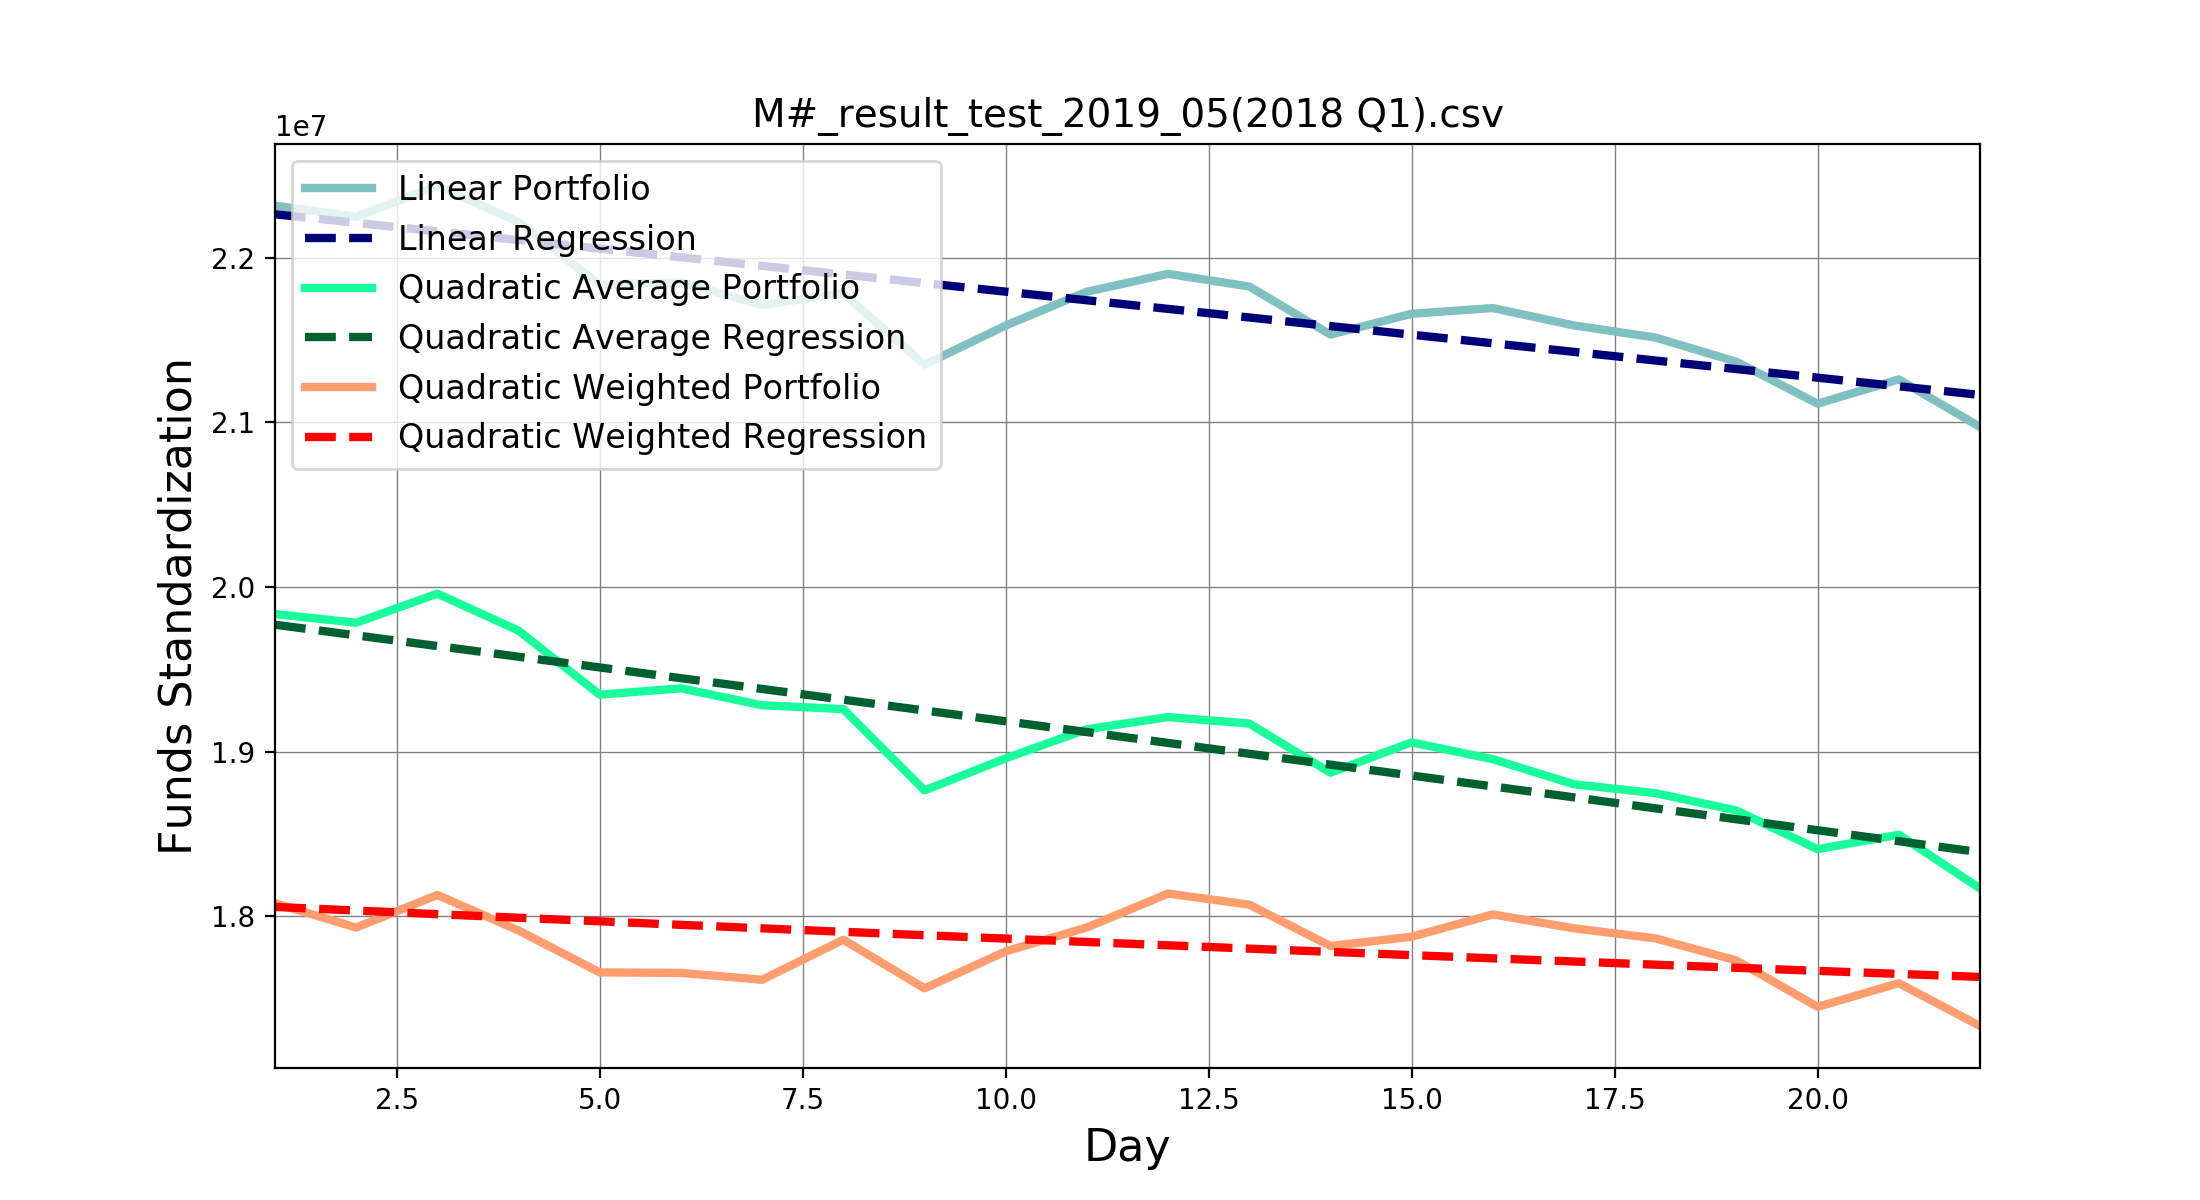 M#_result_test_2019_05(2018 Q1).csv
1e7
Linear Portfolio
Linear Regression
Quadratic Average Portfolio
Quadratic Average Regression
Quadratic Weighted Portfolio
Quadratic Weighted Regression
2.2
2.1
2.0
1.9
1.8
Funds Standardization
2.5 5.0 7.5 10.0 12.5 15.0 17.5 20.0
Day